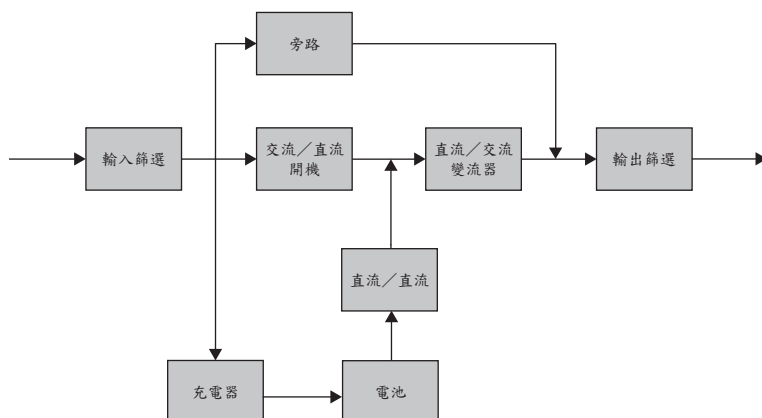 旁路
輸入篩選
交流／直流
開機
直流／交流
變流器
輸出篩選
直流／直流
充電器
電池